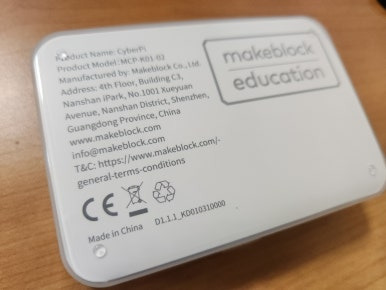 Product Name: CyberPi
Product Model: MCP-K01-02
Manufactured by: Makeblock Co., Ltd.
Address: 4th Floor, Building C3,
Nanshan iPark, No.1001 Xueyuan
Avenue, Nanshan District, Shenzhen,
Guangdong Province, China
www.makeblock.com
info@makeblock.com
T&C: https://www.makeblock.com/-
general-terms-conditions
makeblock
education
CE
Made in China
D1.1.1_KD010310000